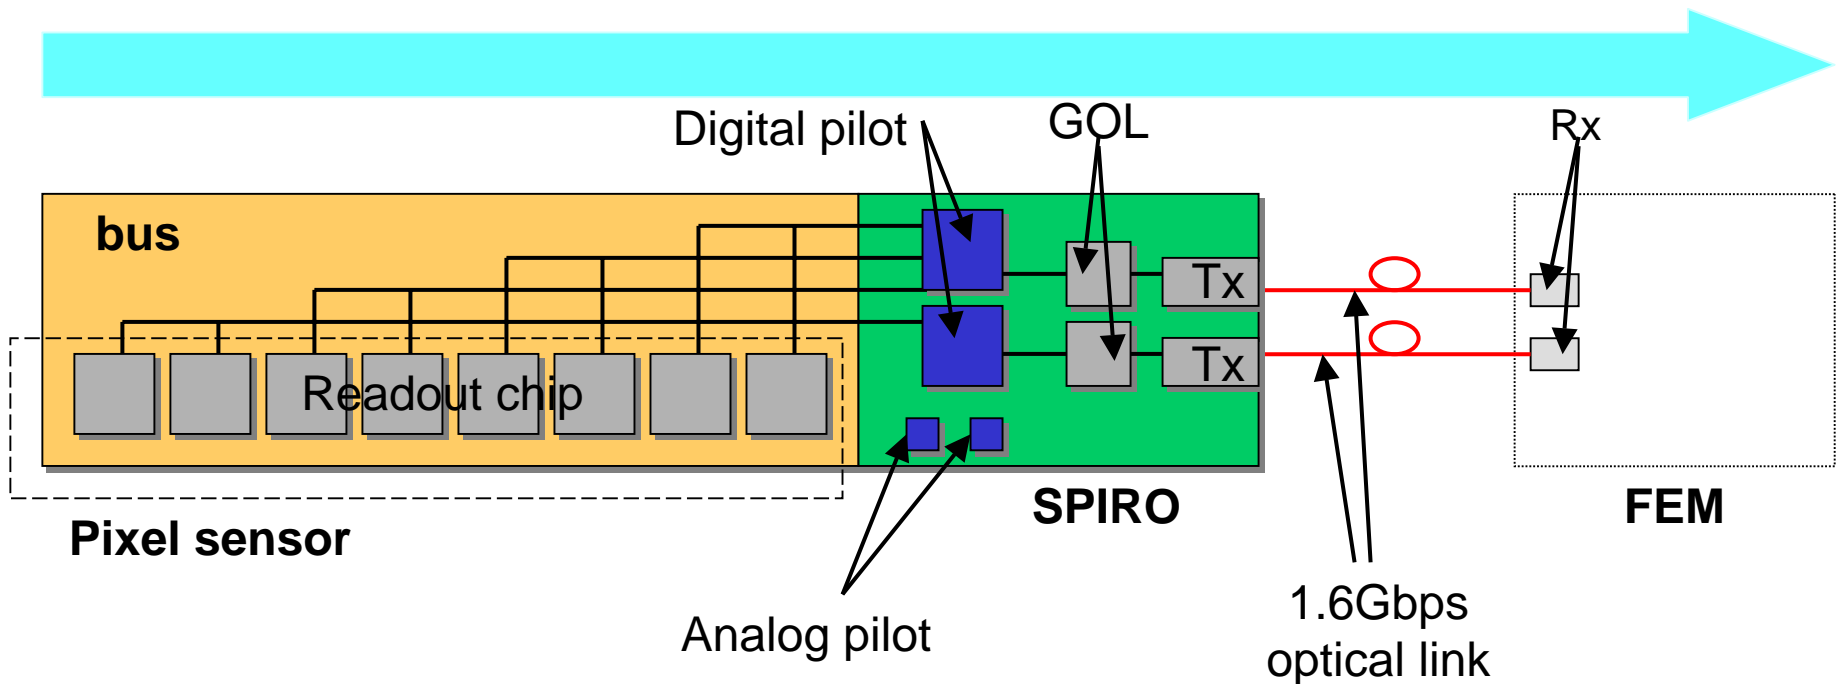 Digital pilot
GOL
Rx
bus
Tx
Tx
Readout chip
SPIRO
FEM
Pixel sensor
Analog pilot
1.6Gbps
optical link